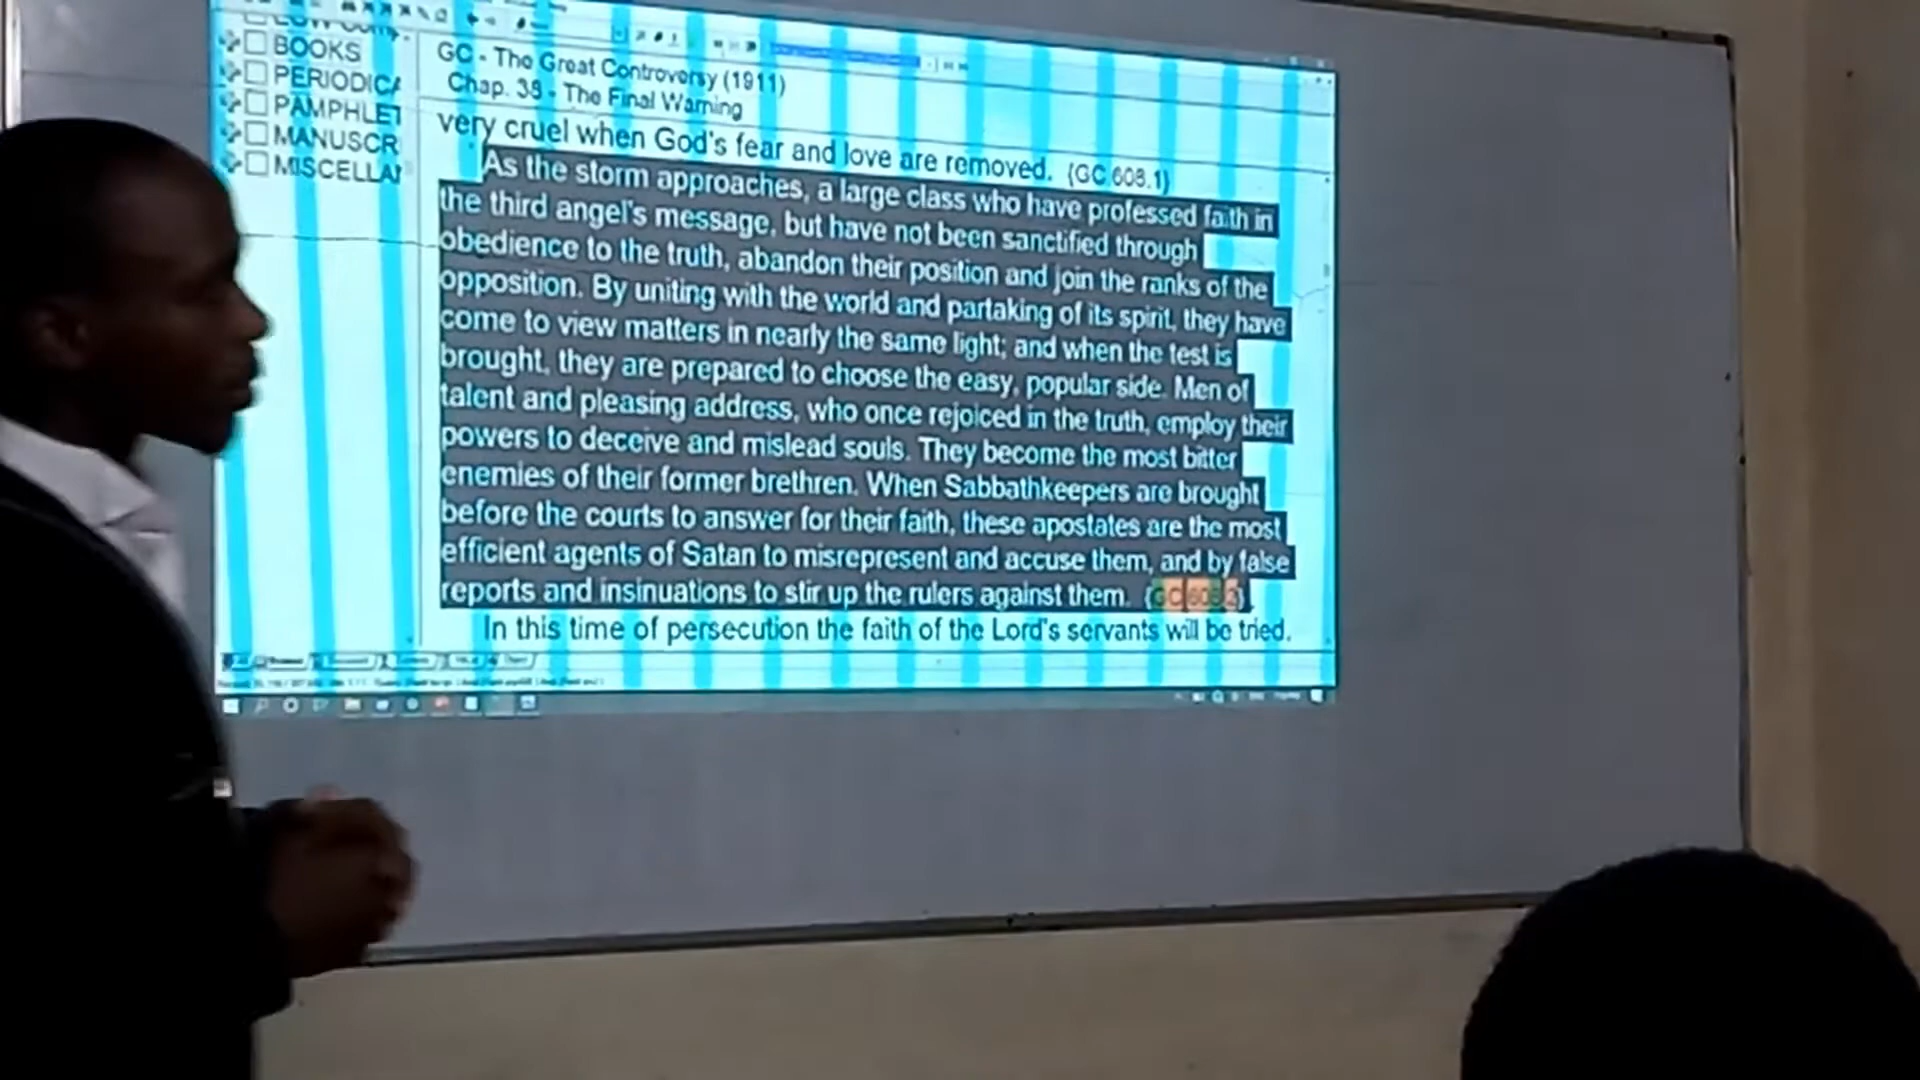 BOOKS
PERIODICA
PAMPHLET
MANUSCR
MISCELLAN
GC - The Great Controversy (1911)
Chap. 38 - The Final Warning
very cruel when God's fear and love are removed. {GC 608.1}
As the storm approaches, a large class who have professed faith in
the third angel's message, but have not been sanctified through
obedience to the truth, abandon their position and join the ranks of the
opposition. By uniting with the world and partaking of its spirit, they have
come to view matters in nearly the same light; and when the test is
brought, they are prepared to choose the easy, popular side. Men of
talent and pleasing address, who once rejoiced in the truth, employ their
powers to deceive and mislead souls. They become the most bitter
enemies of their former brethren. When Sabbathkeepers are brought
before the courts to answer for their faith, these apostates are the most
efficient agents of Satan to misrepresent and accuse them, and by false
reports and insinuations to stir up the rulers against them. {GC 608.2}
In this time of persecution the faith of the Lord's servants will be tried.